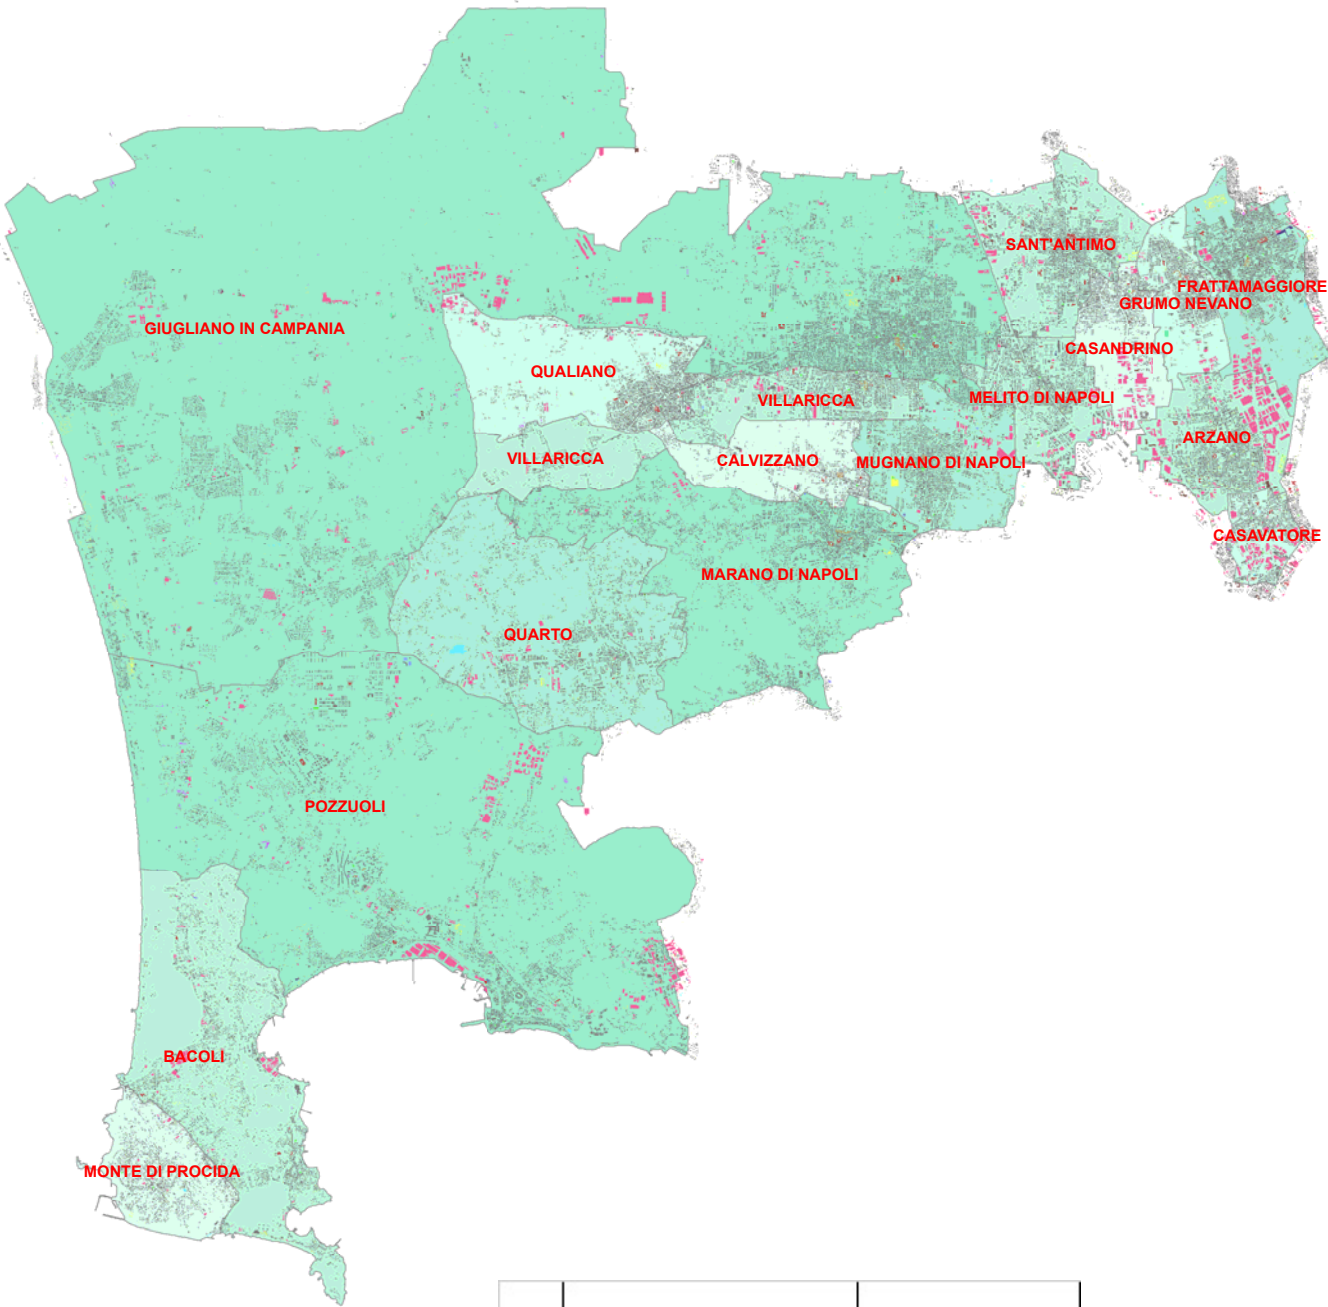 SANT'ANTIMO
FRATTAMAGGIORE
GRUMO NEVANO
GIUGLIANO IN CAMPANIA
CASANDRINO
QUALIANO
VILLARICCA
MELITO DI NAPOLI
ARZANO
VILLARICCA
CALVIZZANO
MUGNANO DI NAPOLI
CASAVATORE
MARANO DI NAPOLI
QUARTO
POZZUOLI
BACOLI
MONTE DI PROCIDA